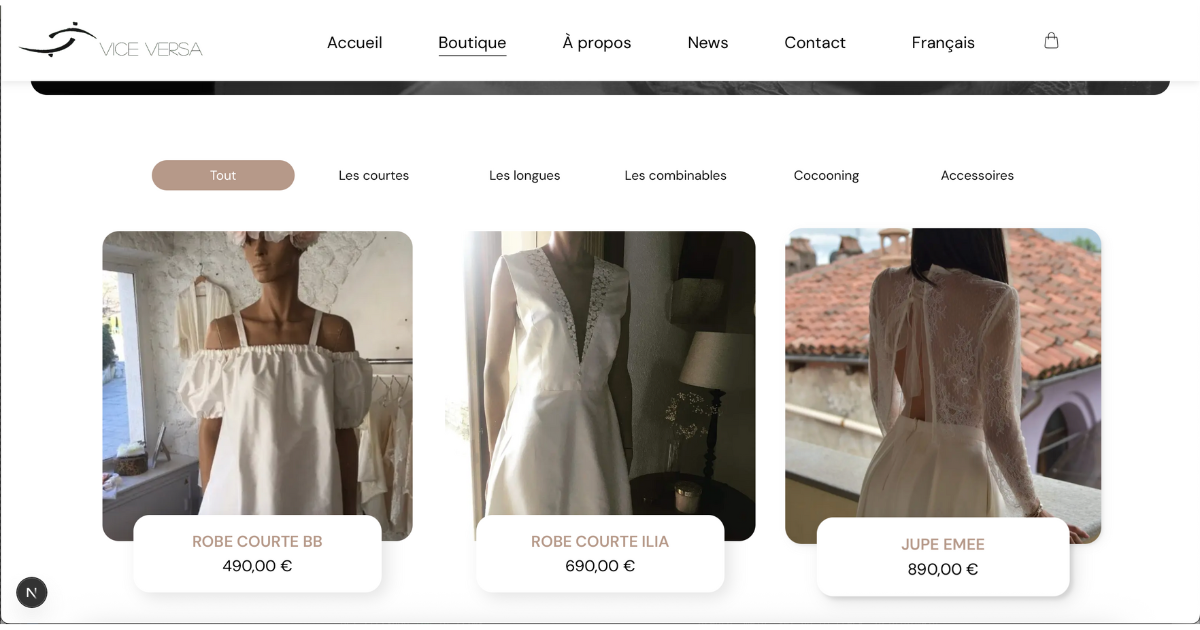 VICE VERSA
Accueil
Boutique
À propos
News
Contact
Français
Tout
Les courtes
Les longues
Les combinables
Cocooning
Accessoires
ROBE COURTE BB
490,00 €
ROBE COURTE ILIA
690,00 €
JUPE EMEE
890,00 €
N